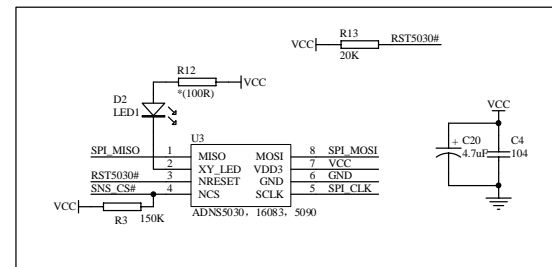 R13
VCC
RST5030#
20K
R12
VCC
*(100R)
D2
LED1
U3
SPI_MISO 1 MISO MOSI 8 SPI_MOSI
2 XY_LED VDD3 7 VCC
RST5030# 3 NRESET GND 6 GND
SNS_CS# 4 NCS SCLK 5 SPI_CLK
VCC
R3 150K
ADNS5030，16083，5090
VCC
+ C20 C4
4.7uF 104